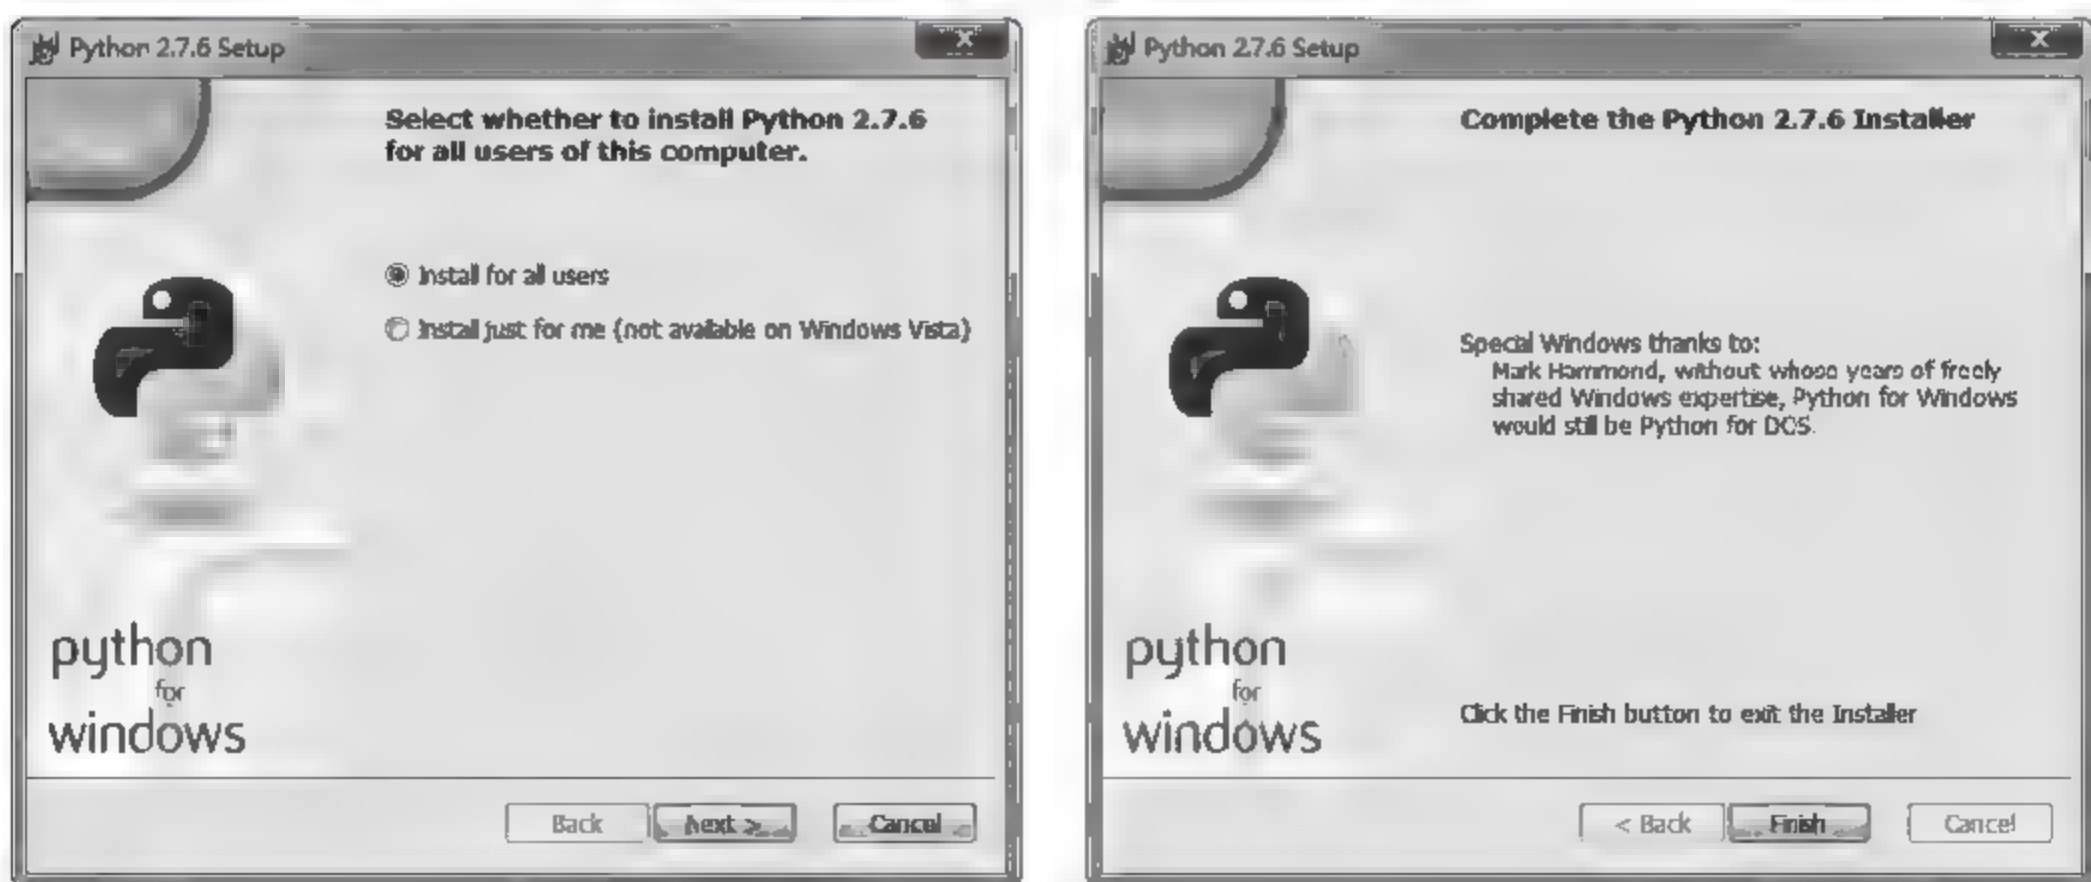 Python 2.7.6 Setup
Select whether to install Python 2.7.6
for all users of this computer.
Install for all users
Install just for me (not available on Windows Vista)
python
for
windows
Back
Next >
Cancel
Python 2.7.6 Setup
Complete the Python 2.7.6 Installer
Special Windows thanks to:
Mark Hammond, without whose years of freely
shared Windows expertise, Python for Windows
would still be Python for DOS.
python
for
windows
Click the Finish button to exit the Installer
< Back
Finish
Cancel